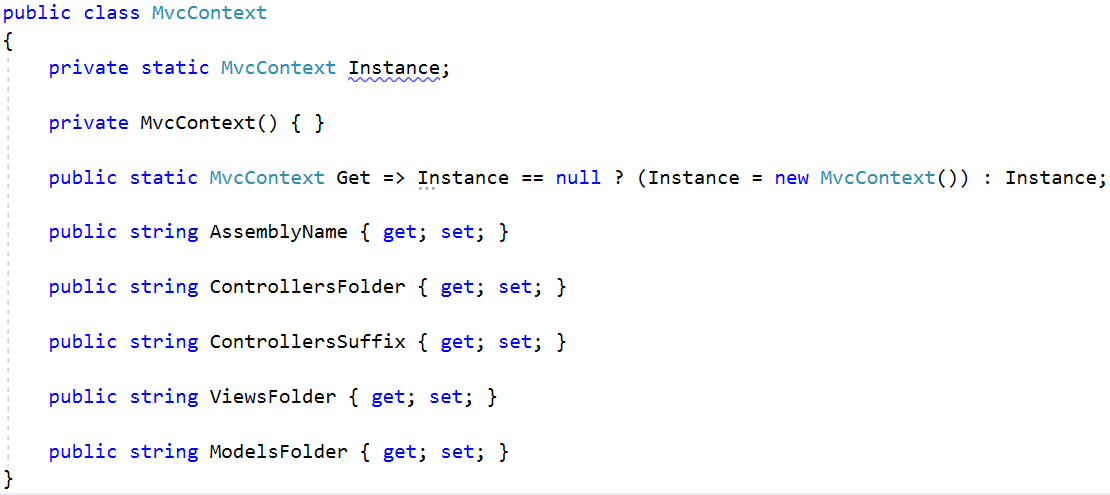 public class MvcContext
{
private static MvcContext Instance;
private MvcContext() { }
public static MvcContext Get => Instance == null ? (Instance = new MvcContext()) : Instance;
public string AssemblyName { get; set; }
public string ControllersFolder { get; set; }
public string ControllersSuffix { get; set; }
public string ViewsFolder { get; set; }
public string ModelsFolder { get; set; }
}